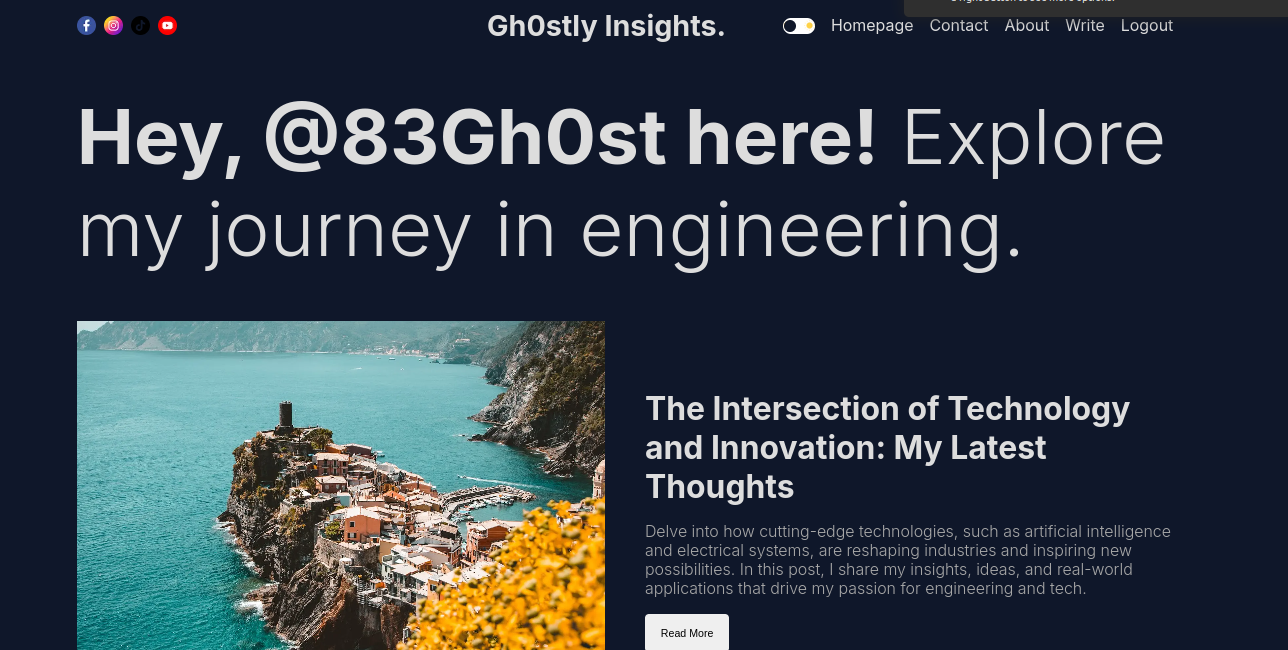 Gh0stly Insights.
Homepage Contact About Write Logout
Hey, @83Gh0st here! Explore
my journey in engineering.
The Intersection of Technology
and Innovation: My Latest
Thoughts
Delve into how cutting-edge technologies, such as artificial intelligence
and electrical systems, are reshaping industries and inspiring new
possibilities. In this post, I share my insights, ideas, and real-world
applications that drive my passion for engineering and tech.
Read More